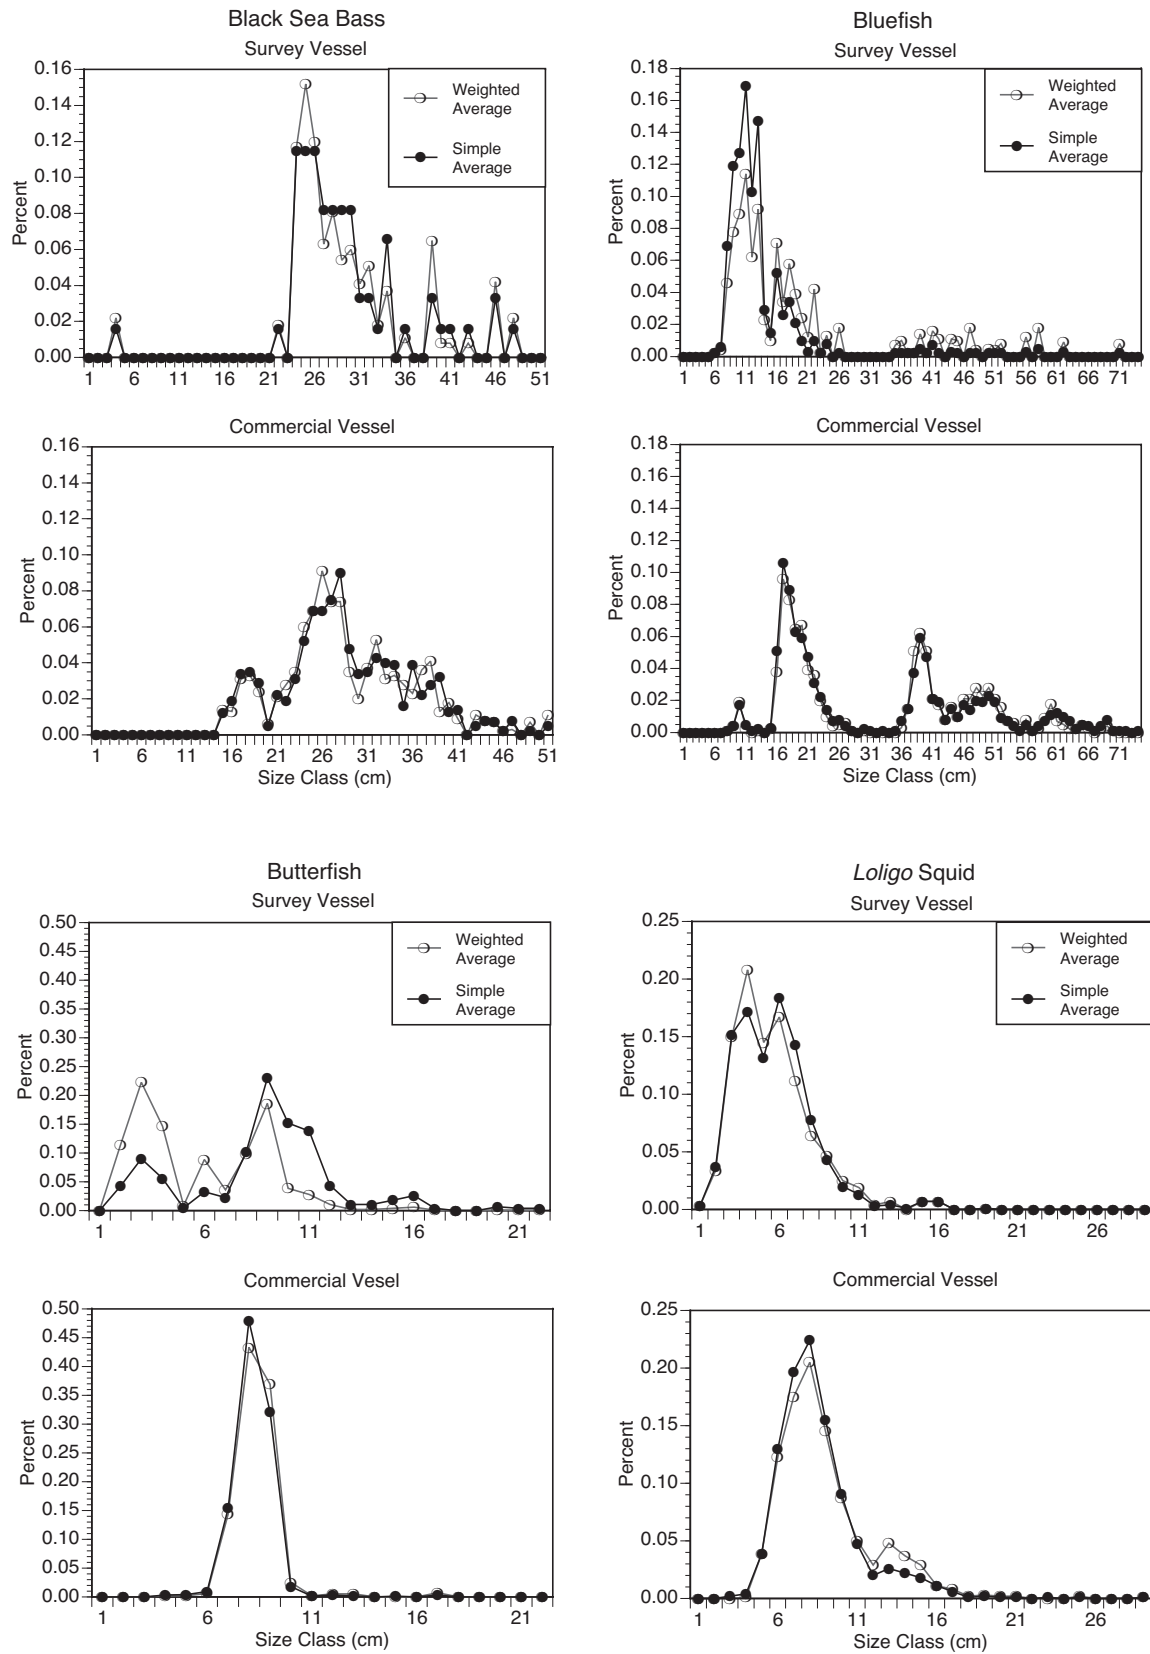 Black Sea Bass
Survey Vessel
0.16
0.14
0.12
0.10
0.08
0.06
0.04
0.02
0.00
Percent
Weighted
Average
Simple
Average
1 6 11 16 21 26 31 36 41 46 51
Commercial Vessel
0.16
0.14
0.12
0.10
0.08
0.06
0.04
0.02
0.00
Percent
1 6 11 16 21 26 31 36 41 46 51
Size Class (cm)
Bluefish
Survey Vessel
0.18
0.16
0.14
0.12
0.10
0.08
0.06
0.04
0.02
0.00
Percent
Weighted
Average
Simple
Average
1 6 11 16 21 26 31 36 41 46 51 56 61 66 71
Commercial Vessel
0.18
0.16
0.14
0.12
0.10
0.08
0.06
0.04
0.02
0.00
Percent
1 6 11 16 21 26 31 36 41 46 51 56 61 66 71
Size Class (cm)
Butterfish
Survey Vessel
0.50
0.45
0.40
0.35
0.30
0.25
0.20
0.15
0.10
0.05
0.00
Percent
Weighted
Average
Simple
Average
1 6 11 16 21
Commercial Vesel
0.50
0.45
0.40
0.35
0.30
0.25
0.20
0.15
0.10
0.05
0.00
Percent
1 6 11 16 21
Size Class (cm)
Loligo Squid
Survey Vessel
0.25
0.20
0.15
0.10
0.05
0.00
Percent
Weighted
Average
Simple
Average
1 6 11 16 21 26
Commercial Vessel
0.25
0.20
0.15
0.10
0.05
0.00
Percent
1 6 11 16 21 26
Size Class (cm)